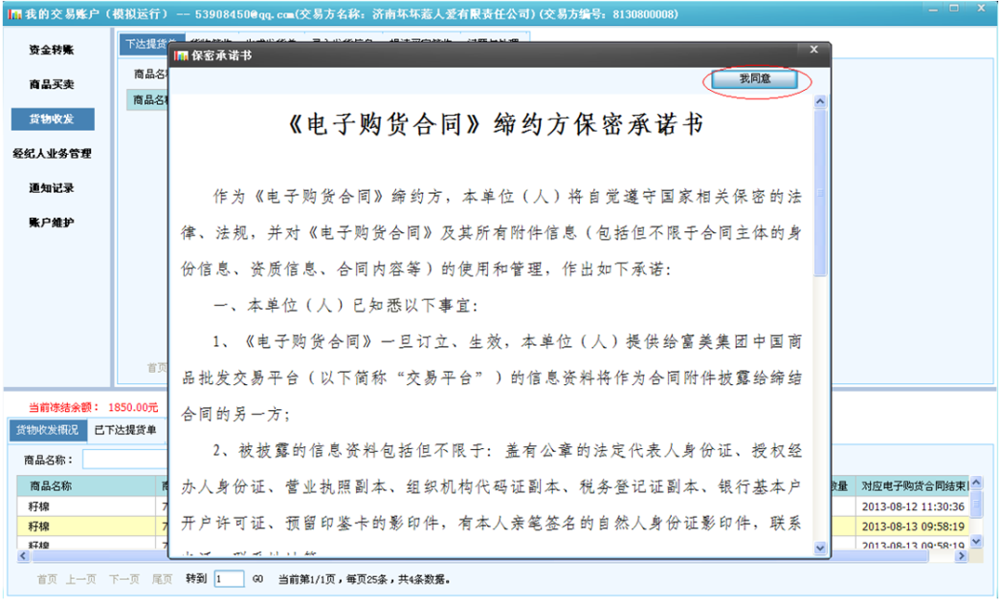 我的交易账户（模拟运行） -- 53908450@qq.com(交易方名称：济南坏坏惹人爱有限责任公司)(交易方编号：8130800008)
资金转账
商品买卖
货物收发
经纪人业务管理
通知记录
账户维护
下达提货单
商品名称
商品名称
首页
保密承诺书
我同意
《电子购货合同》缔约方保密承诺书
作为《电子购货合同》缔约方，本单位（人）将自觉遵守国家相关保密的法
律、法规，并对《电子购货合同》及其所有附件信息（包括但不限于合同主体的身
份信息、资质信息、合同内容等）的使用和管理，作出如下承诺：
一、本单位（人）已知悉以下事宜：
1、《电子购货合同》一旦订立、生效，本单位（人）提供给富美集团中国商
品批发交易平台（以下简称“交易平台”）的信息资料将作为合同附件披露给缔结
合同的另一方；
2、被披露的信息资料包括但不限于：盖有公章的法定代表人身份证、授权经
办人身份证、营业执照副本、组织机构代码证副本、税务登记证副本、银行基本户
开户许可证、预留印鉴卡的影印件，有本人亲笔签名的自然人身份证影印件，联系
当前冻结余额： 1850.00元
货物收发概况 已下达提货单
商品名称：
商品名称 商 数量 对应电子购货合同结束
籽棉 7 2013-08-12 11:30:36
籽棉 7 2013-08-13 09:58:19
籽棉 7 2013-08-13 09:58:19
首页 上一页 下一页 尾页 转到 1 GO 当前第1/1页，每页25条，共4条数据。